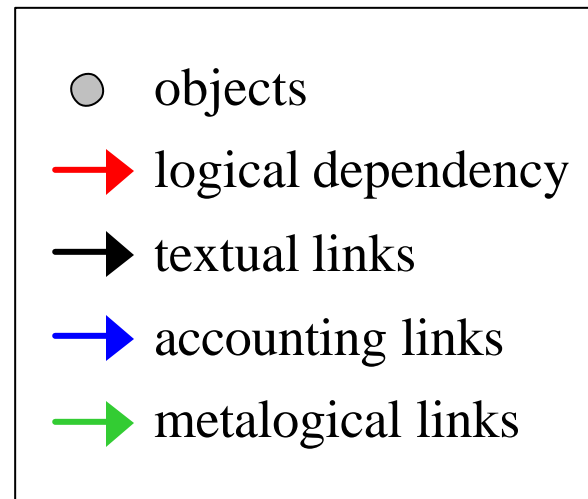 objects
logical dependency
textual links
accounting links
metalogical links